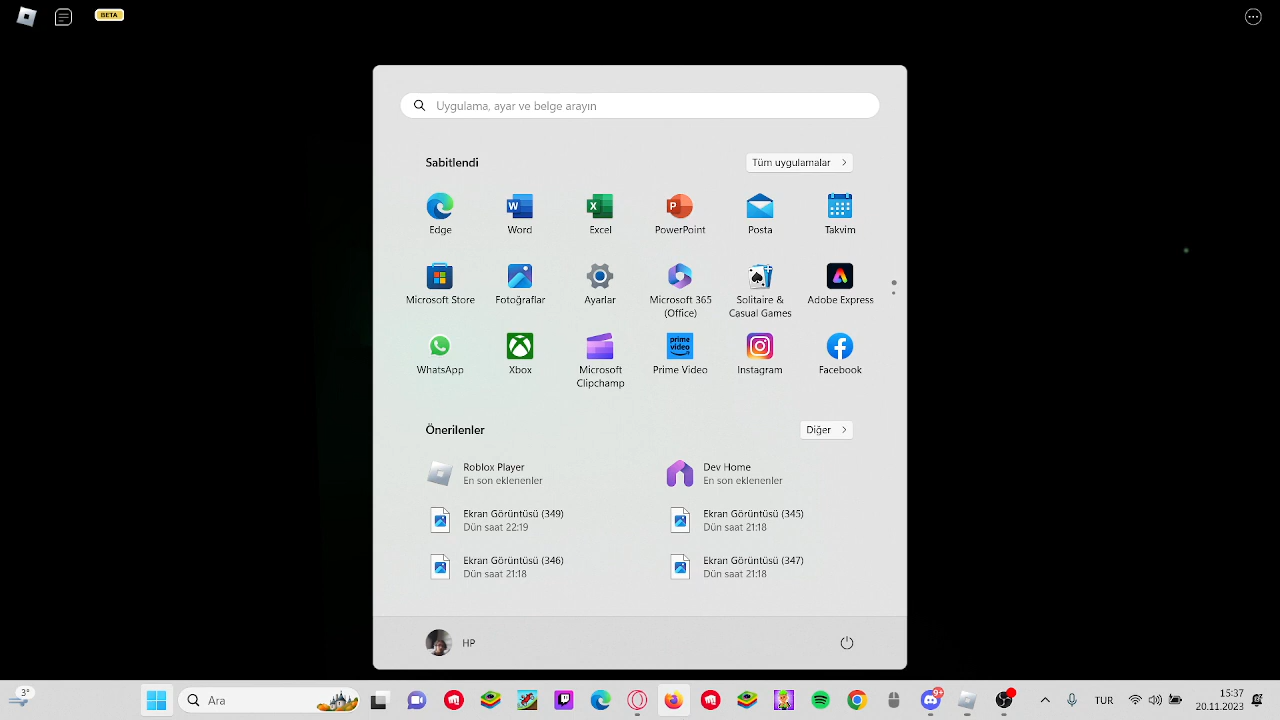 BETA
Uygulama, ayar ve belge arayın
Sabitlendi
Tüm uygulamalar
Edge
Word
Excel
PowerPoint
Posta
Takvim
Microsoft Store
Fotoğraflar
Ayarlar
Microsoft 365
(Office)
Solitaire &
Casual Games
Adobe Express
WhatsApp
Xbox
Microsoft
Clipchamp
prime
video
Prime Video
Instagram
Facebook
Önerilenler
Diğer
Roblox Player
En son eklenenler
Dev Home
En son eklenenler
Ekran Görüntüsü (349)
Dün saat 22:19
Ekran Görüntüsü (345)
Dün saat 21:18
Ekran Görüntüsü (346)
Dün saat 21:18
Ekran Görüntüsü (347)
Dün saat 21:18
HP
3°
Ara
9+
TUR
15:37
20.11.2023